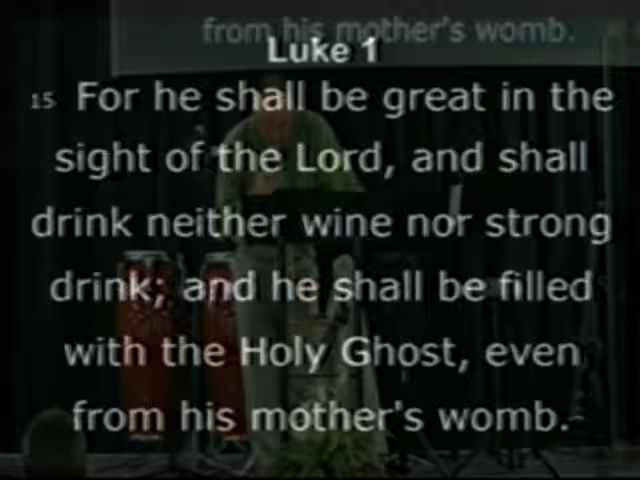 from his mother's womb.
Luke 1
15 For he shall be great in the
sight of the Lord, and shall
drink neither wine nor strong
drink; and he shall be filled
with the Holy Ghost, even
from his mother's womb.